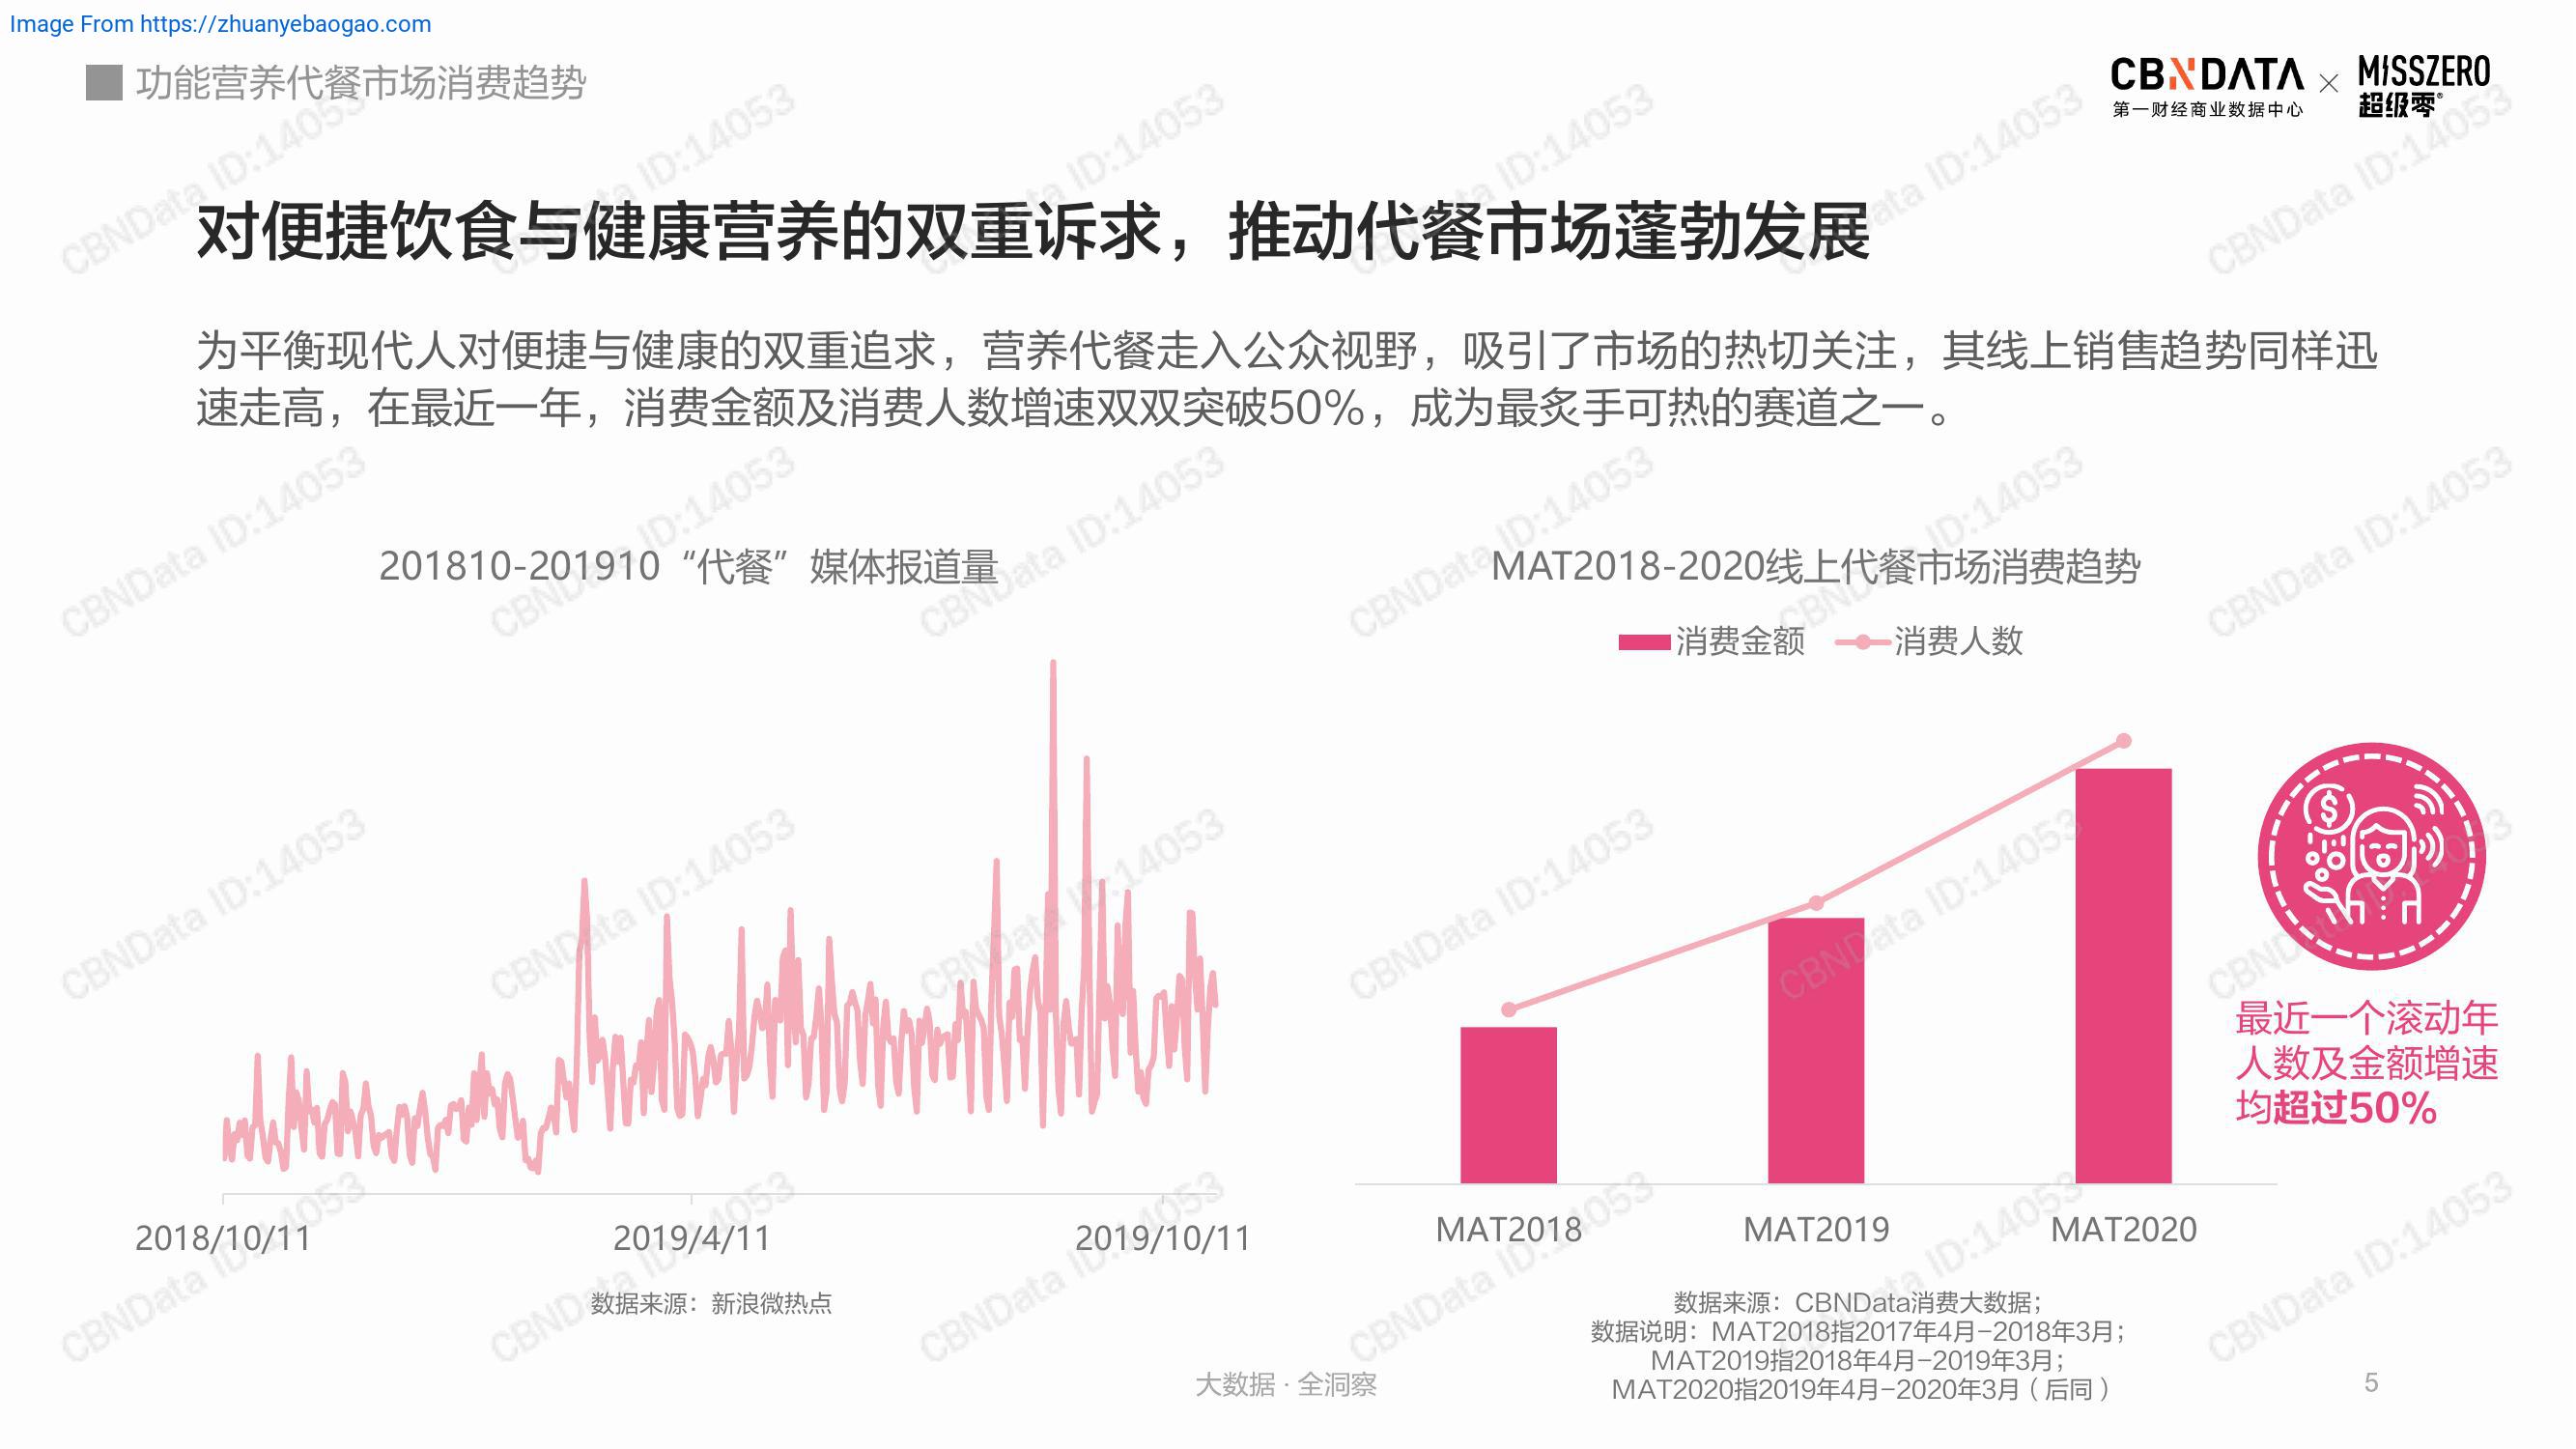 Image From https://zhuanyebaogao.com
功能营养代餐市场消费趋势
CBNDATA × MISSZERO
第一财经商业数据中心 超级零®
对便捷饮食与健康营养的双重诉求，推动代餐市场蓬勃发展
为平衡现代人对便捷与健康的双重追求，营养代餐走入公众视野，吸引了市场的热切关注，其线上销售趋势同样迅
速走高，在最近一年，消费金额及消费人数增速双双突破50%，成为最炙手可热的赛道之一。
201810-201910“代餐”媒体报道量
2018/10/11 2019/4/11 2019/10/11
数据来源：新浪微热点
MAT2018-2020线上代餐市场消费趋势
消费金额 消费人数
MAT2018 MAT2019 MAT2020
最近一个滚动年
人数及金额增速
均超过50%
数据来源：CBNData消费大数据；
数据说明：MAT2018指2017年4月-2018年3月；
MAT2019指2018年4月-2019年3月；
MAT2020指2019年4月-2020年3月（后同）
大数据·全洞察
5
CBNData ID:14053